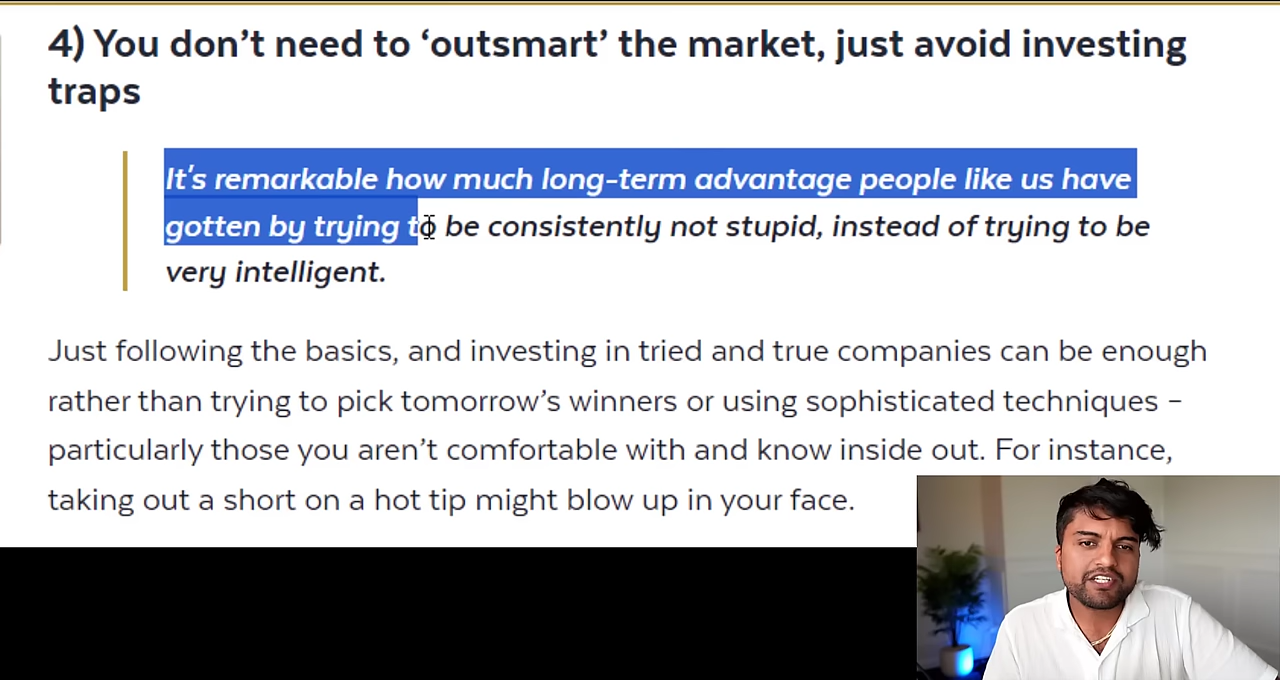 4) You don’t need to ‘outsmart’ the market, just avoid investing
traps
It's remarkable how much long-term advantage people like us have
gotten by trying to be consistently not stupid, instead of trying to be
very intelligent.
Just following the basics, and investing in tried and true companies can be enough
rather than trying to pick tomorrow’s winners or using sophisticated techniques –
particularly those you aren’t comfortable with and know inside out. For instance,
taking out a short on a hot tip might blow up in your face.